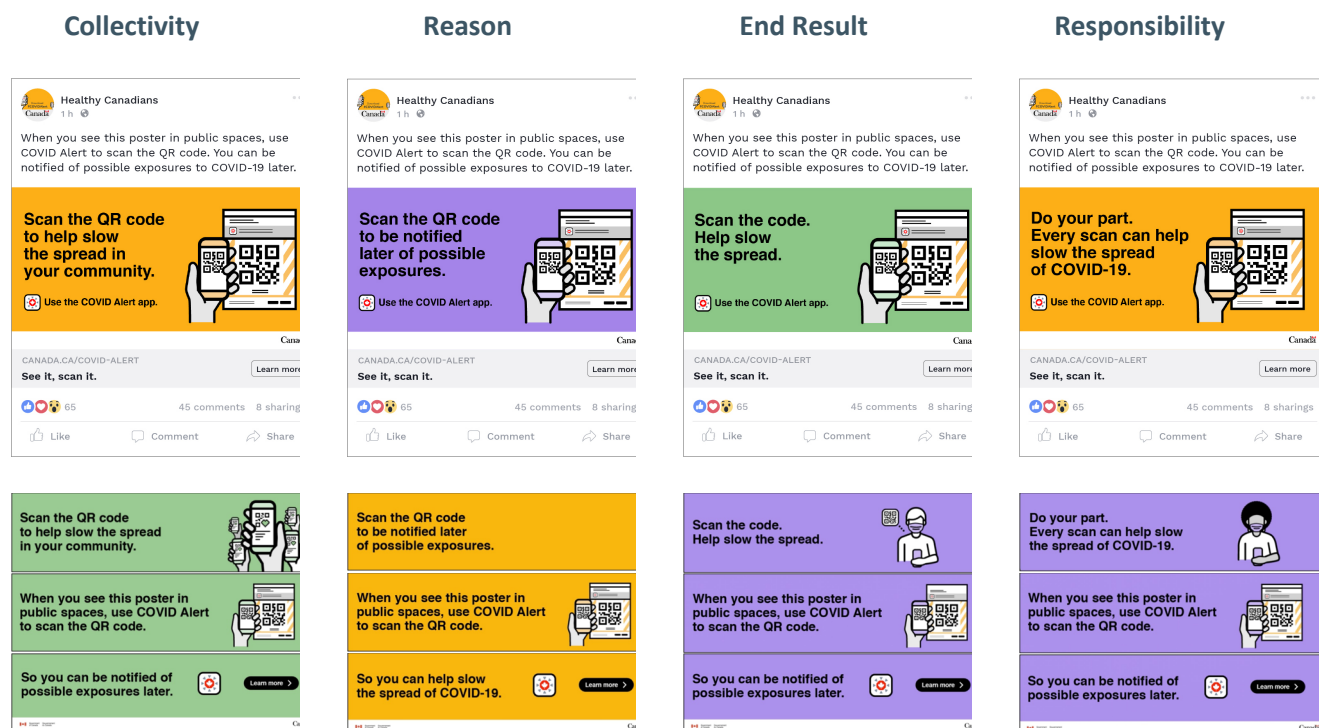 Collectivity
Reason
End Result
Responsibility
Healthy Canadians
Canada
1 h
When you see this poster in public spaces, use
COVID Alert to scan the QR code. You can be
notified of possible exposures to COVID-19 later.
Scan the QR code
to help slow
the spread in
your community.
Use the COVID Alert app.
CANADA.CA/COVID-ALERT
See it, scan it.
Learn more
65
45 comments 8 sharing
Like Comment Share
Healthy Canadians
Canada
1 h
When you see this poster in public spaces, use
COVID Alert to scan the QR code. You can be
notified of possible exposures to COVID-19 later.
Scan the QR code
to be notified
later of possible
exposures.
Use the COVID Alert app.
CANADA.CA/COVID-ALERT
See it, scan it.
Learn more
65
45 comments 8 sharing
Like Comment Share
Healthy Canadians
Canada
1 h
When you see this poster in public spaces, use
COVID Alert to scan the QR code. You can be
notified of possible exposures to COVID-19 later.
Scan the code.
Help slow
the spread.
Use the COVID Alert app.
CANADA.CA/COVID-ALERT
See it, scan it.
Learn more
65
45 comments 8 sharing
Like Comment Share
Healthy Canadians
Canada
1 h
When you see this poster in public spaces, use
COVID Alert to scan the QR code. You can be
notified of possible exposures to COVID-19 later.
Do your part.
Every scan can help
slow the spread
of COVID-19.
Use the COVID Alert app.
Canada
CANADA.CA/COVID-ALERT
See it, scan it.
Learn more
65
45 comments 8 sharings
Like Comment Share
Scan the QR code
to help slow the spread
in your community.
When you see this poster in
public spaces, use COVID Alert
to scan the QR code.
So you can be notified of
possible exposures later.
Learn more
Scan the QR code
to be notified later
of possible exposures.
When you see this poster in
public spaces, use COVID Alert
to scan the QR code.
So you can help slow
the spread of COVID-19.
Learn more
Scan the code.
Help slow the spread.
When you see this poster in
public spaces, use COVID Alert
to scan the QR code.
So you can be notified of
possible exposures later.
Learn more
Do your part.
Every scan can help slow
the spread of COVID-19.
When you see this poster in
public spaces, use COVID Alert
to scan the QR code.
So you can be notified of
possible exposures later.
Learn more